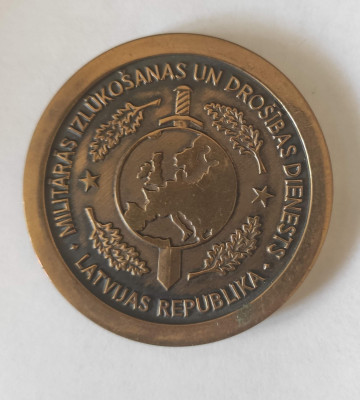 MILITĀRĀS IZLŪKOŠANAS UN DROŠĪBAS DIENESTS
LATVIJAS REPUBLIKA